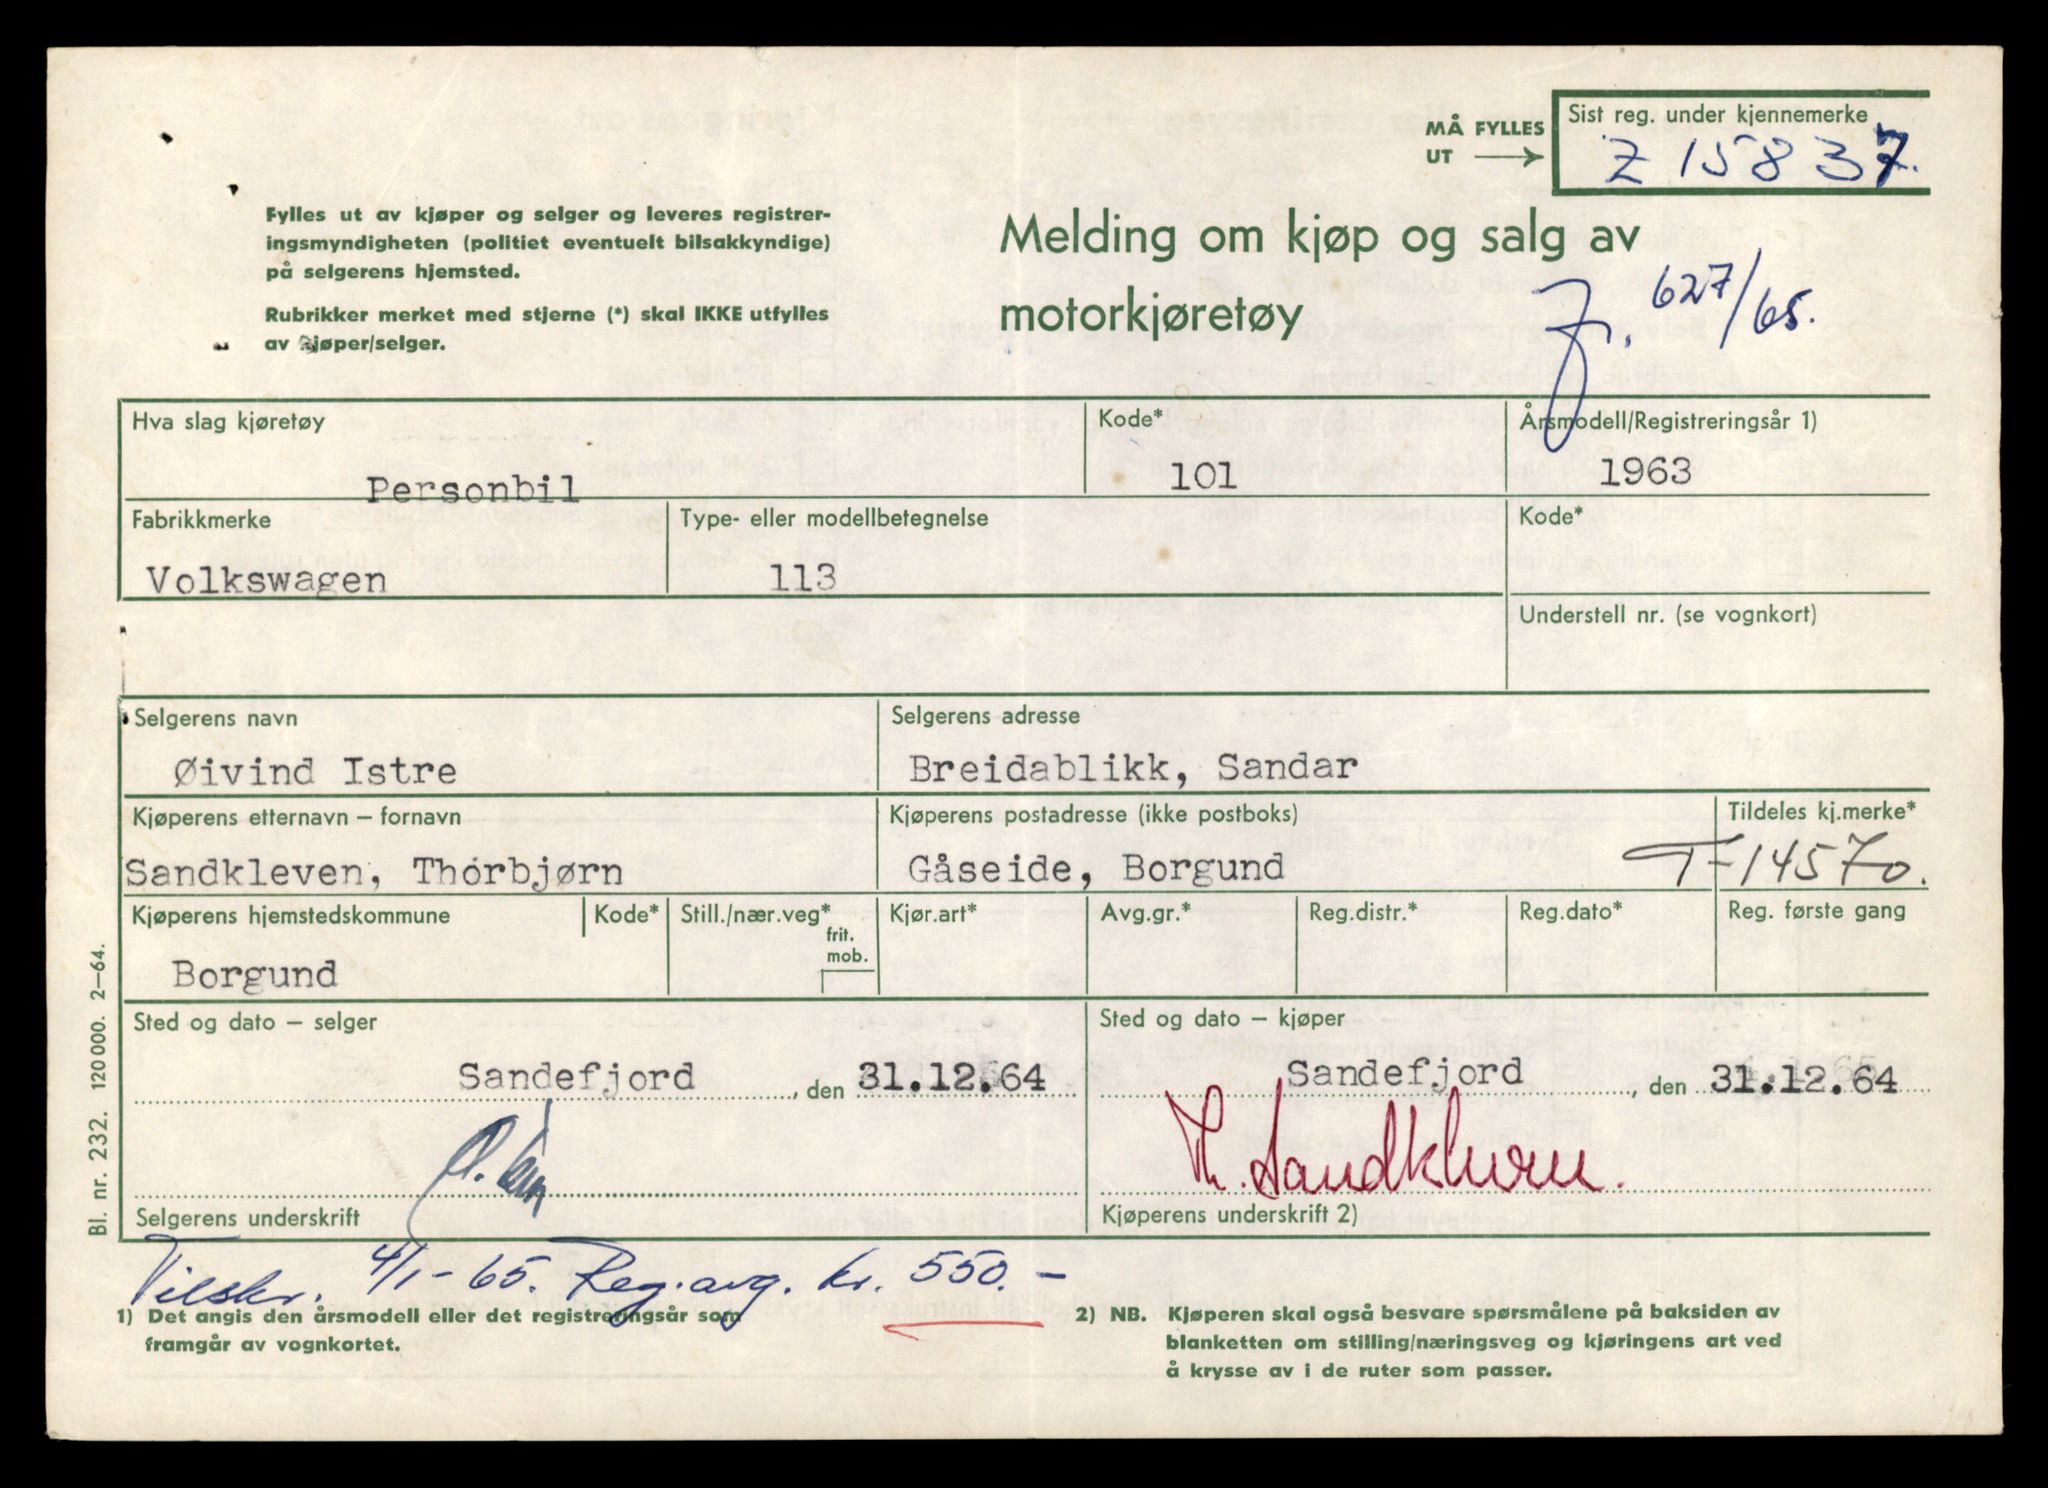 MÅ FYLLES UT
Sist reg. under kjennemerke
Z 15837.
Fylles ut av kjøper og selger og leveres registrer-
ingsmyndigheten (politiet eventuelt bilsakkyndige)
på selgerens hjemsted.
Rubrikker merket med stjerne (*) skal IKKE utfylles
av kjøper/selger.
Melding om kjøp og salg av
motorkjøretøy
627/65.
Hva slag kjøretøy
Personbil
Kode*
101
Årsmodell/Registreringsår 1)
1963
Fabrikkmerke
Volkswagen
Type- eller modellbetegnelse
113
Kode*
Understell nr. (se vognkort)
Selgerens navn
Øivind Istre
Selgerens adresse
Breidablikk, Sandar
Kjøperens etternavn – fornavn
Sandkleven, Thorbjørn
Kjøperens postadresse (ikke postboks)
Gåseide, Borgund
Tildeles kj.merke*
T-14570.
Kjøperens hjemstedskommune
Borgund
Kode*
Still./nær.veg*
frit.
mob.
Kjør.art*
Avg.gr.*
Reg.distr.*
Reg.dato*
Reg. første gang
Sted og dato – selger
Sandefjord, den 31.12.64
Selgerens underskrift
Sted og dato – kjøper
Sandefjord, den 31.12.64
Th. Sandkleven.
Kjøperens underskrift 2)
Tilskr. 4/1-65. Reg.avg. kr. 550.-
1) Det angis den årsmodell eller det registreringsår som
framgår av vognkortet.
2) NB. Kjøperen skal også besvare spørsmålene på baksiden av
blanketten om stilling/næringsveg og kjøringens art ved
å krysse av i de ruter som passer.
Bl. nr. 232. 120 000. 2–64.